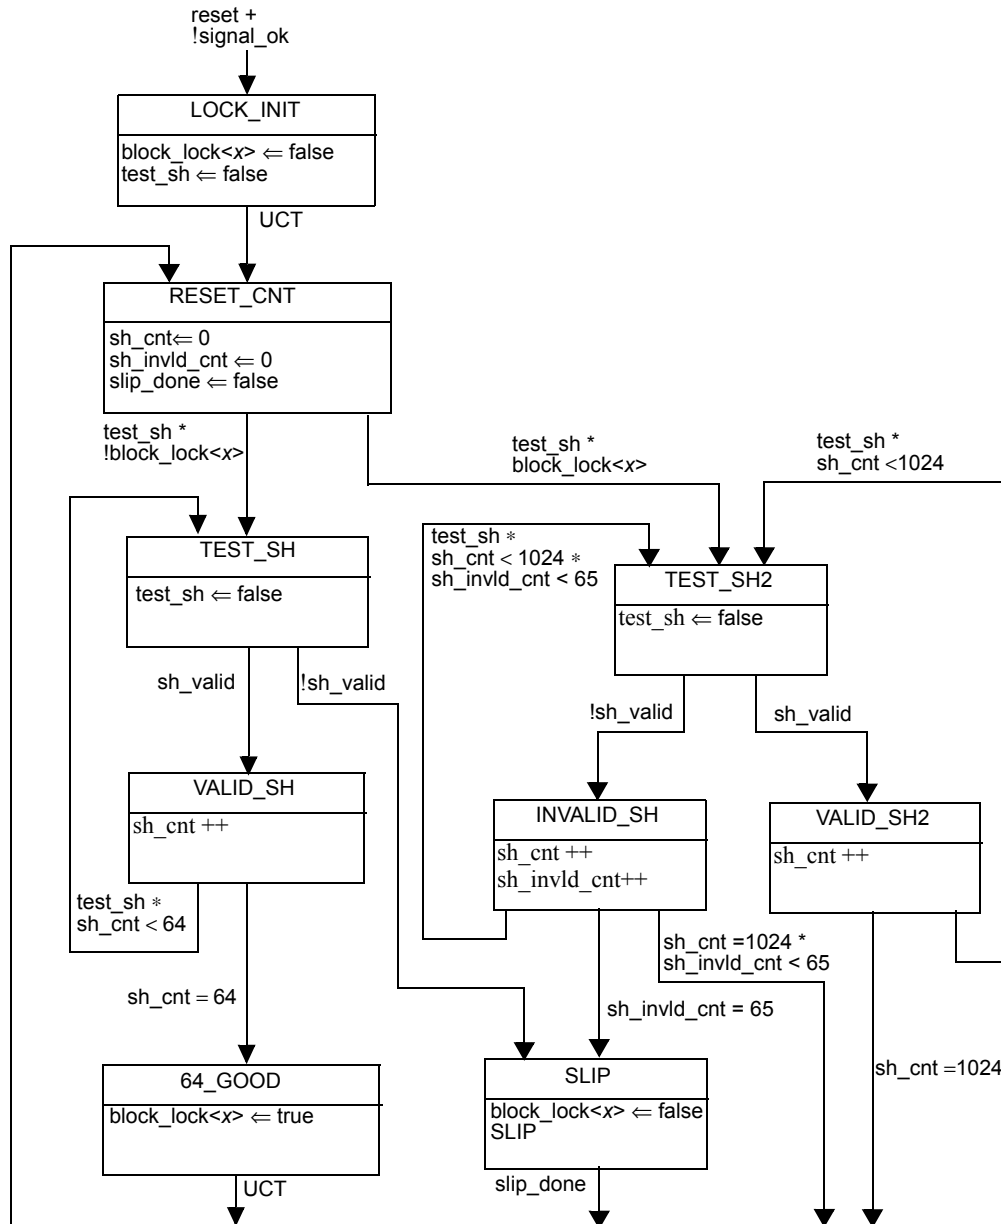 reset +
!signal_ok
LOCK_INIT
block_lock<x> ⇐ false
test_sh ⇐ false
UCT
RESET_CNT
sh_cnt⇐ 0
sh_invld_cnt ⇐ 0
slip_done ⇐ false
test_sh *
!block_lock<x>
test_sh *
block_lock<x>
test_sh *
sh_cnt <1024
TEST_SH
test_sh ⇐ false
test_sh *
sh_cnt < 1024 *
sh_invld_cnt < 65
TEST_SH2
test_sh ⇐ false
sh_valid
!sh_valid
!sh_valid
sh_valid
VALID_SH
sh_cnt ++
INVALID_SH
sh_cnt ++
sh_invld_cnt++
VALID_SH2
sh_cnt ++
test_sh *
sh_cnt < 64
sh_cnt =1024 *
sh_invld_cnt < 65
sh_cnt = 64
sh_invld_cnt = 65
sh_cnt =1024
64_GOOD
block_lock<x> ⇐ true
SLIP
block_lock<x> ⇐ false
SLIP
UCT
slip_done